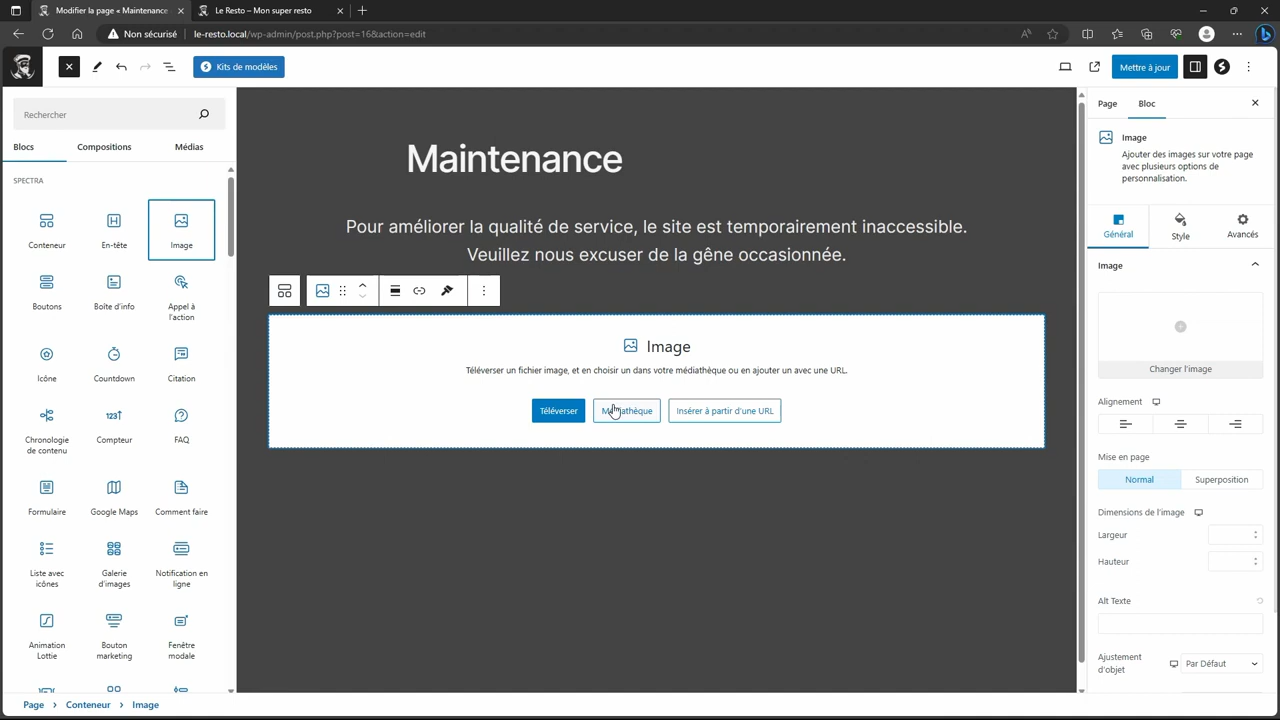 Modifier la page « Maintenance
Le Resto – Mon super resto
Non sécurisé
le-resto.local/wp-admin/post.php?post=16&action=edit
Kits de modèles
Mettre à jour
Rechercher
Blocs
Compositions
Médias
SPECTRA
Conteneur
En-tête
Image
Boutons
Boîte d'info
Appel à
l'action
Icône
Countdown
Citation
Chronologie
de contenu
123
Compteur
FAQ
Formulaire
Google Maps
Comment faire
Liste avec
icônes
Galerie
d'images
Notification en
ligne
Animation
Lottie
Bouton
marketing
Fenêtre
modale
Maintenance
Pour améliorer la qualité de service, le site est temporairement inaccessible.
Veuillez nous excuser de la gêne occasionnée.
Image
Téléverser un fichier image, et en choisir un dans votre médiathèque ou en ajouter un avec une URL.
Téléverser
Médiathèque
Insérer à partir d'une URL
Page
Bloc
Image
Ajouter des images sur votre page
avec plusieurs options de
personnalisation.
Général
Style
Avancés
Image
Changer l'image
Alignement
Mise en page
Normal
Superposition
Dimensions de l'image
Largeur
Hauteur
Alt Texte
Ajustement
d'objet
Par Défaut
Page
Conteneur
Image